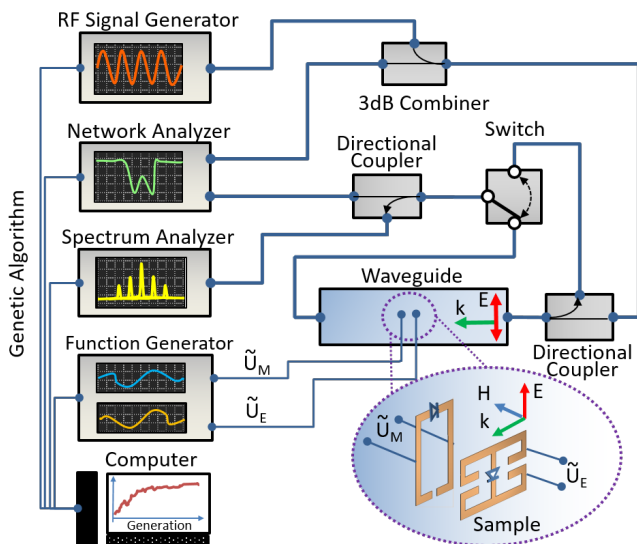 RF Signal Generator
3dB Combiner
Network Analyzer
Switch
Directional
Coupler
Spectrum Analyzer
Genetic Algorithm
Waveguide
E
k
Function Generator
Directional
Coupler
Ũ_M
Ũ_E
E
H
k
Ũ_M
Ũ_E
Computer
Generation
Sample